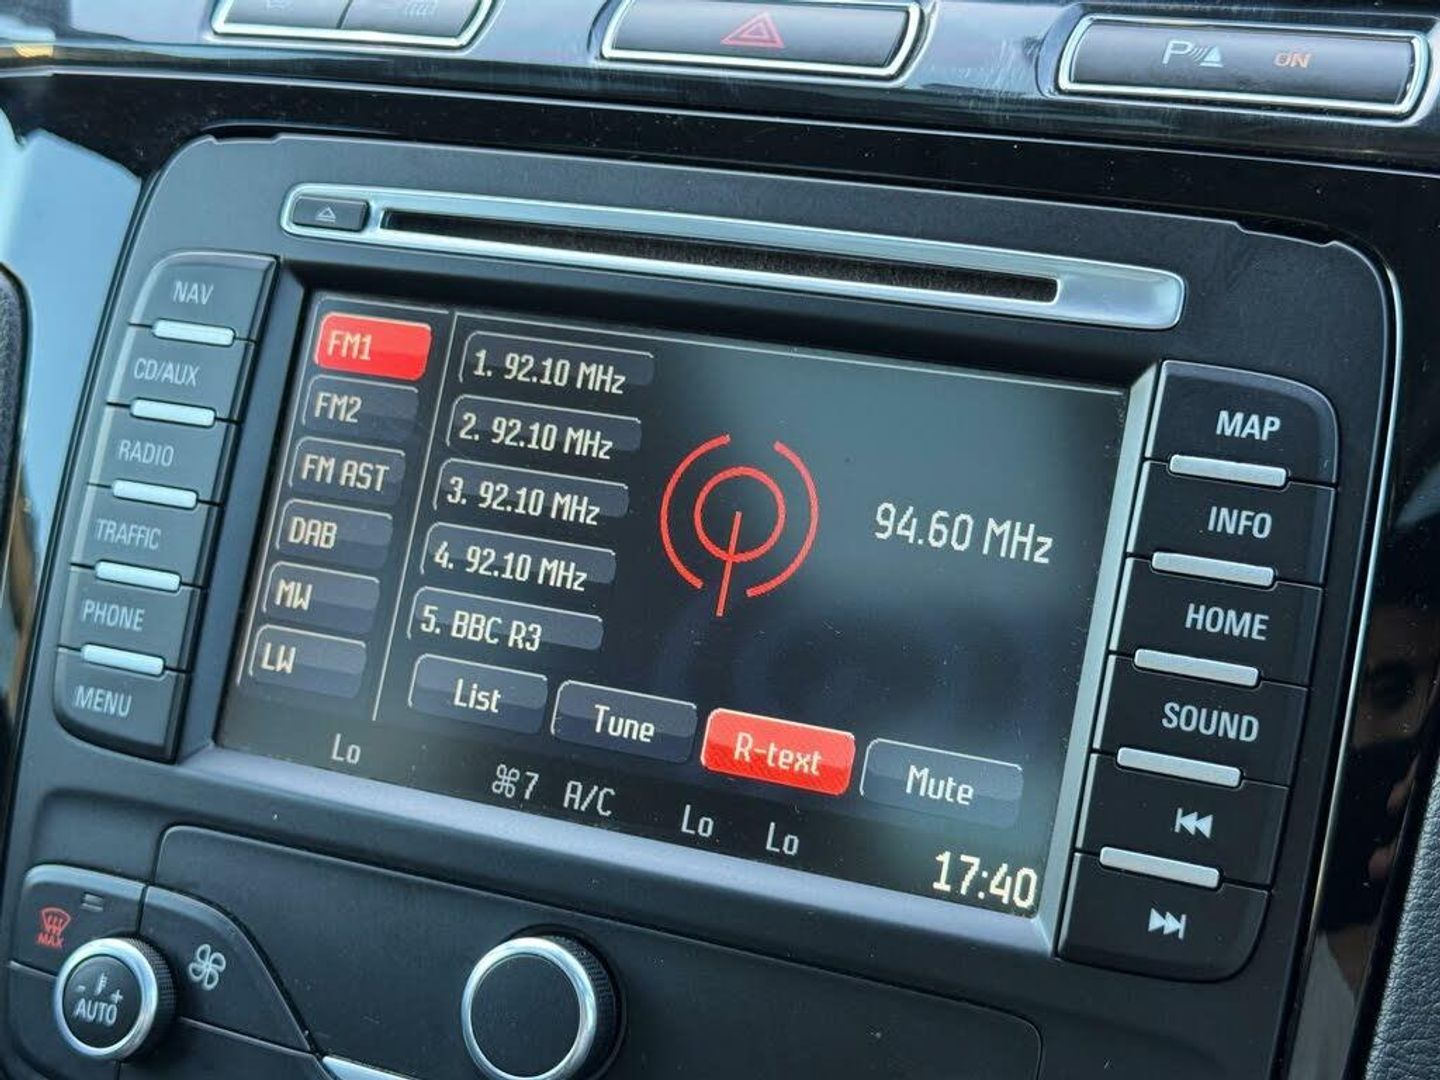 P ON
NAV
CD/AUX
RADIO
TRAFFIC
PHONE
MENU
FM1
FM2
FM AST
DAB
MW
LW
1. 92.10 MHz
2. 92.10 MHz
3. 92.10 MHz
4. 92.10 MHz
5. BBC R3
94.60 MHz
List
Tune
R-text
Mute
Lo
7 A/C
Lo
Lo
17:40
MAP
INFO
HOME
SOUND
MAX
- +
AUTO